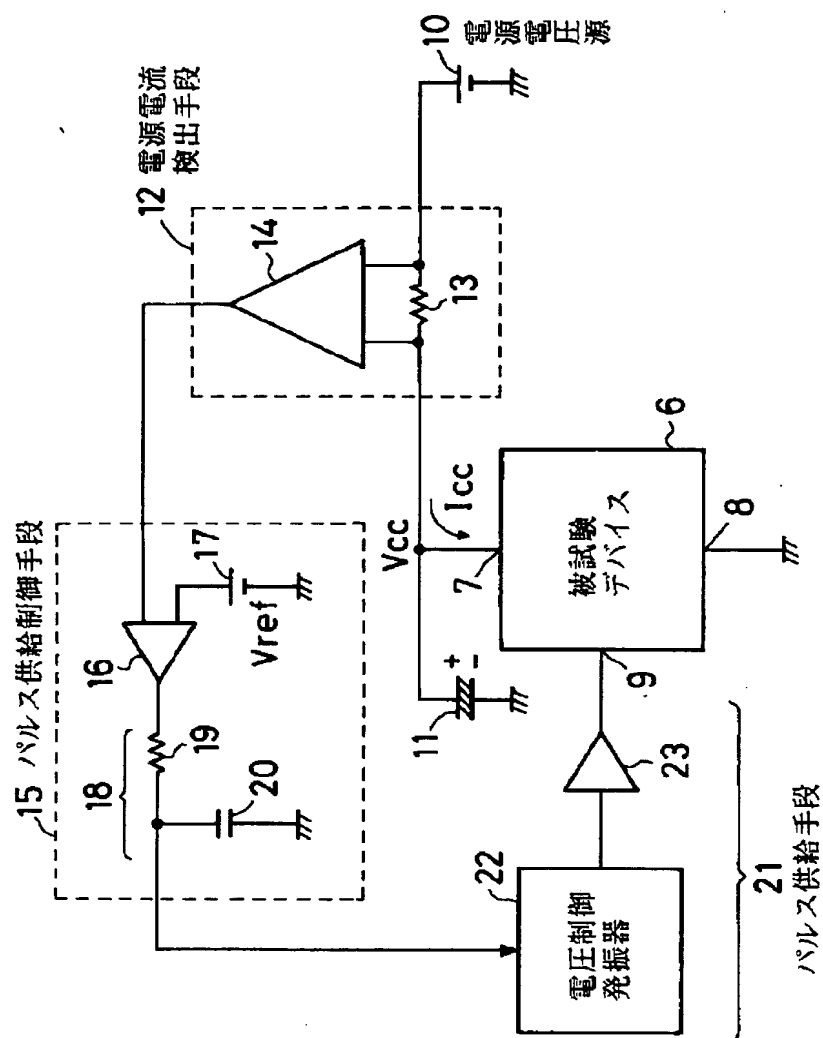 15 パルス供給制御手段
18
19
16
20
17
Vref
12 電源電流
検出手段
14
13
10 電源電圧源
11
+
-
Vcc
Icc
7
被試験
デバイス
6
8
9
23
22
電圧制御
発振器
21
パルス供給手段